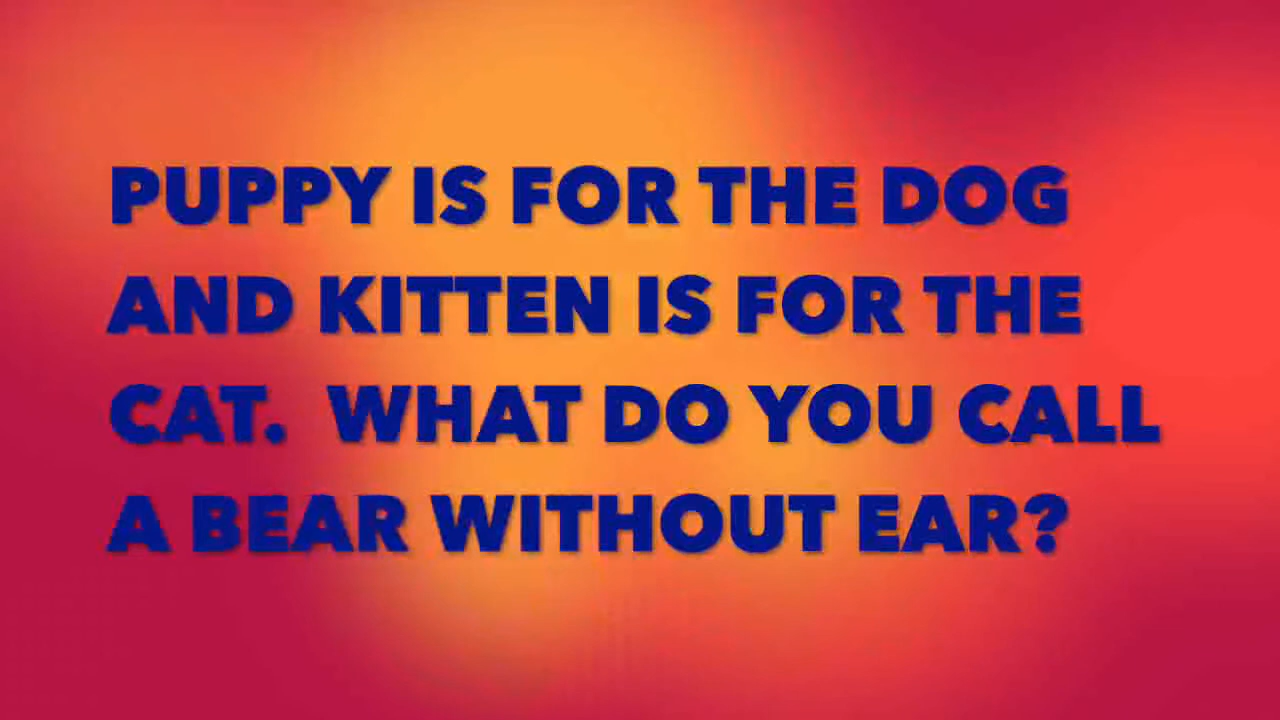 PUPPY IS FOR THE DOG
AND KITTEN IS FOR THE
CAT.  WHAT DO YOU CALL
A BEAR WITHOUT EAR?